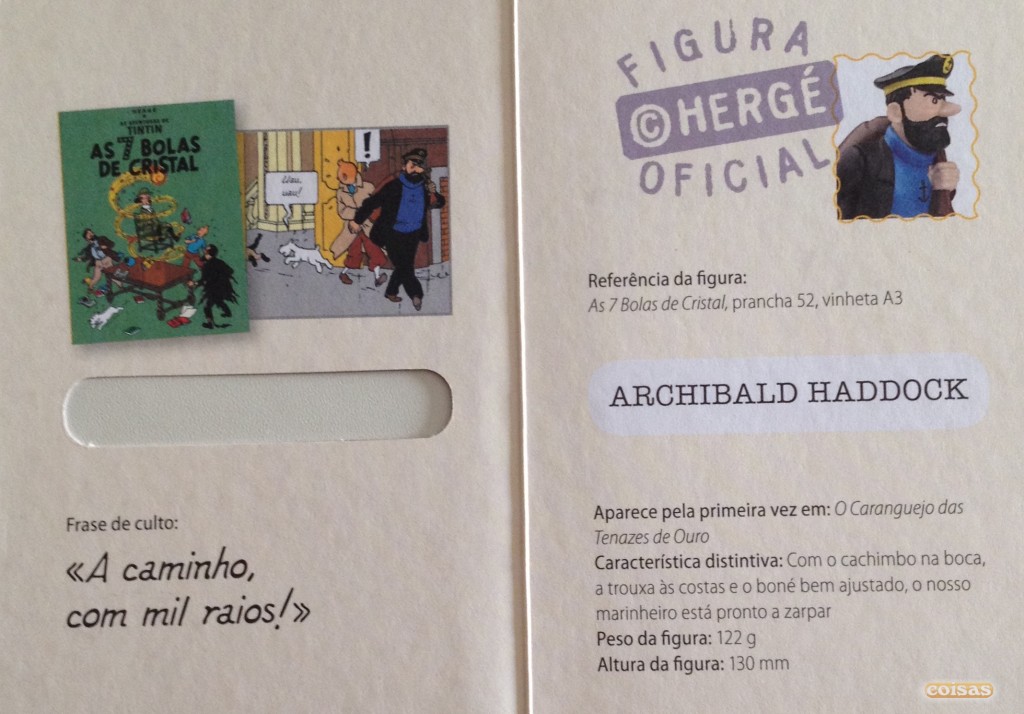 HERGÉ
AS AVENTURAS DE
TINTIN
AS 7 BOLAS
DE CRISTAL
!
Uau,
uau!
Frase de culto:
«A caminho,
com mil raios!»
FIGURA
© HERGÉ
OFICIAL
Referência da figura:
As 7 Bolas de Cristal, prancha 52, vinheta A3
ARCHIBALD HADDOCK
Aparece pela primeira vez em: O Caranguejo das
Tenazes de Ouro
Característica distintiva: Com o cachimbo na boca,
a trouxa às costas e o boné bem ajustado, o nosso
marinheiro está pronto a zarpar
Peso da figura: 122 g
Altura da figura: 130 mm
coisas